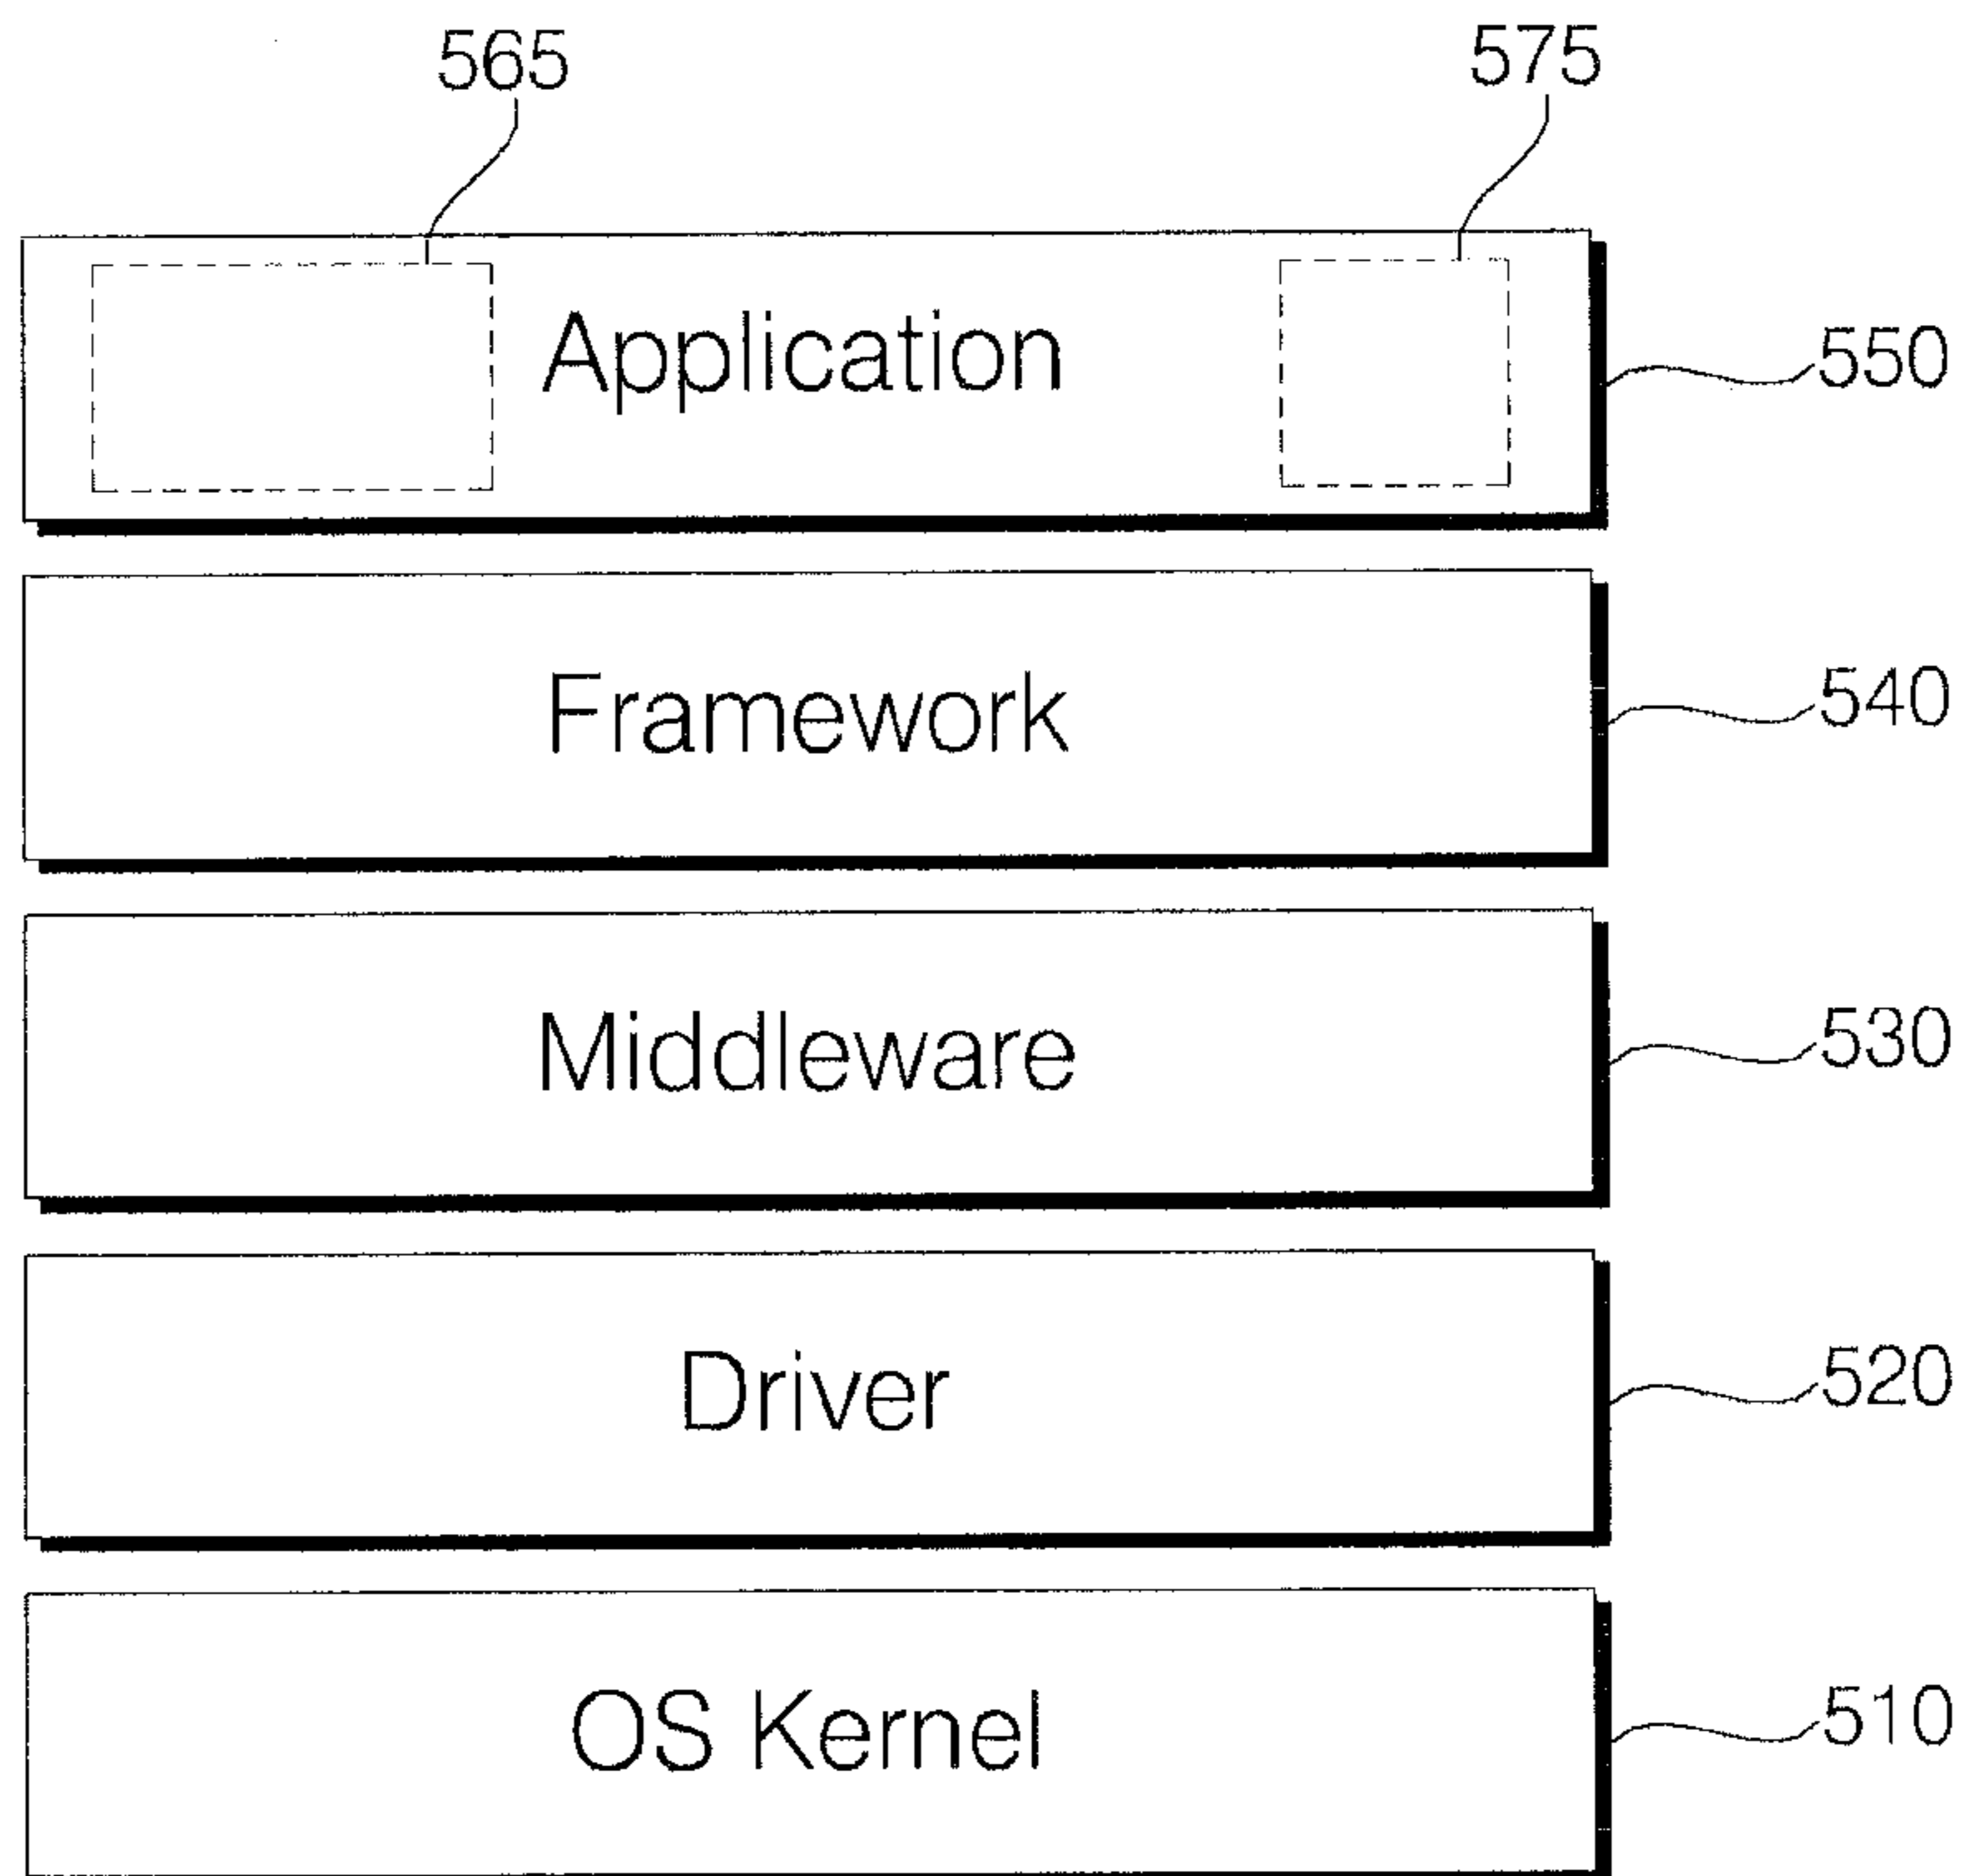 565 575
Application 550
Framework 540
Middleware 530
Driver 520
OS Kernel 510